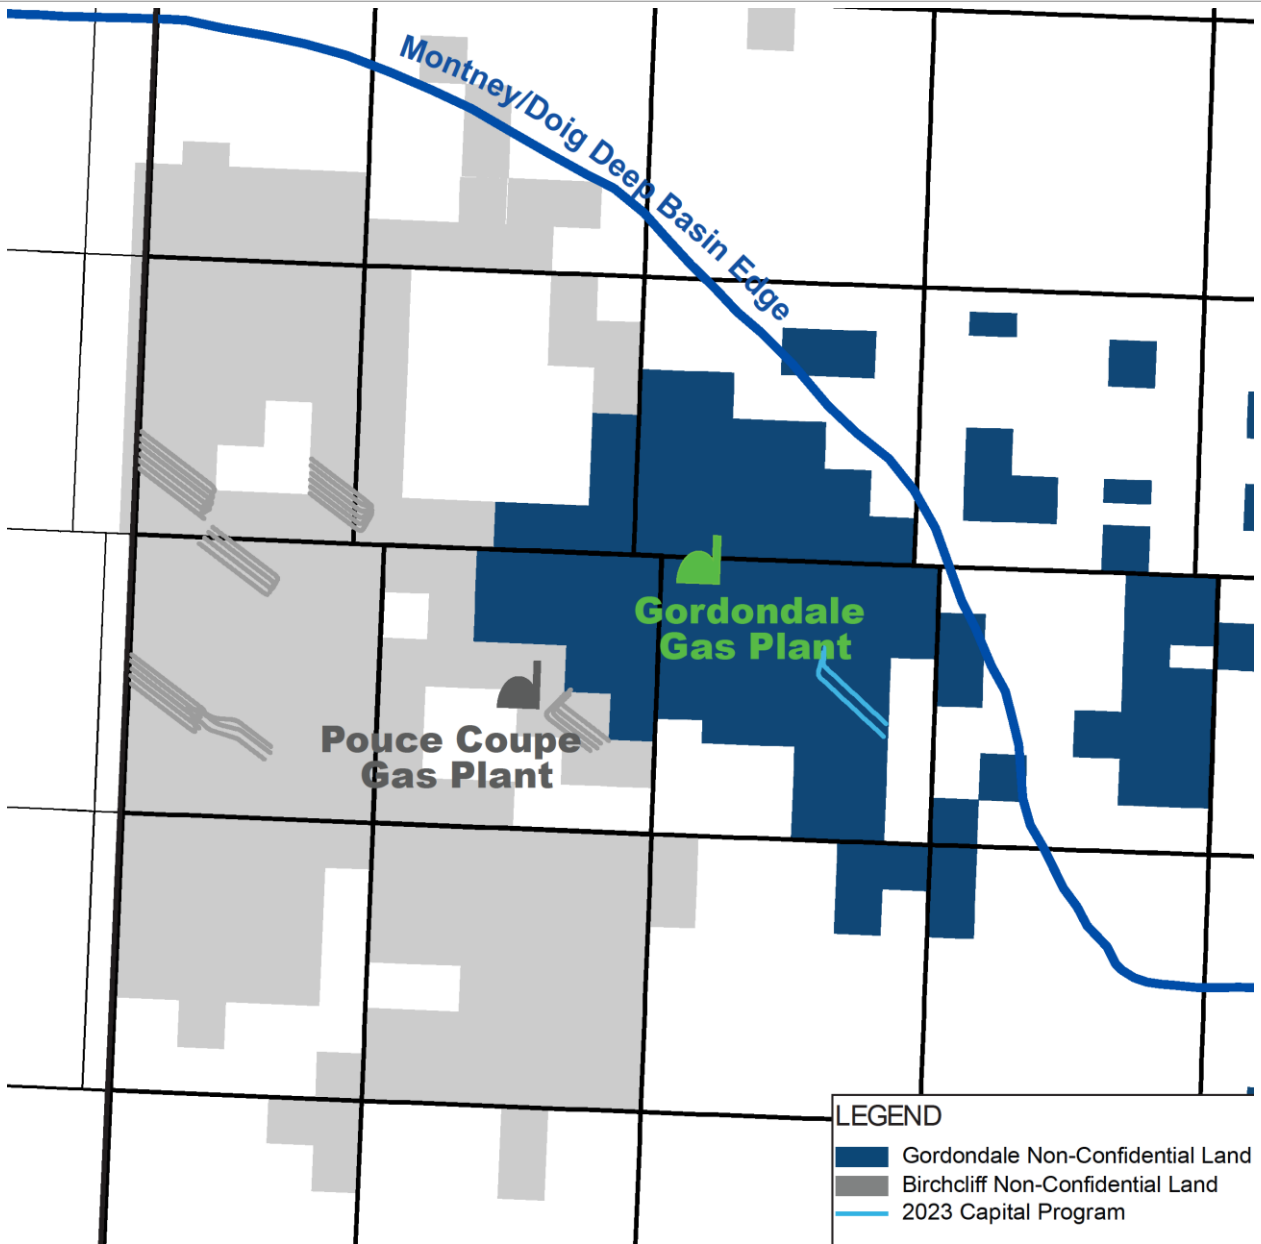 Montney/Doig Deep Basin Edge
Gordondale
Gas Plant
Pouce Coupe
Gas Plant
LEGEND
Gordondale Non-Confidential Land
Birchcliff Non-Confidential Land
2023 Capital Program